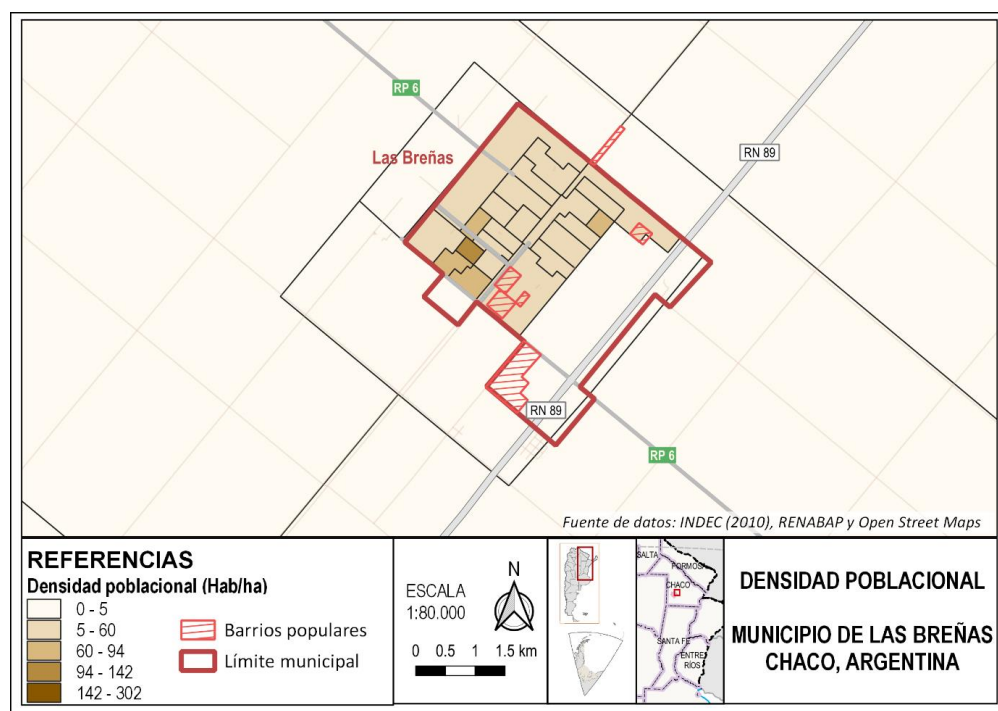 RP 6
Las Breñas
RN 89
RN 89
RP 6
Fuente de datos: INDEC (2010), RENABAP y Open Street Maps
REFERENCIAS
Densidad poblacional (Hab/ha)
0 - 5
5 - 60
60 - 94
94 - 142
142 - 302
Barrios populares
Límite municipal
ESCALA
1:80.000
N
0 0.5 1 1.5 km
SALTA
FORMOSA
CHACO
SANTA FE
ENTRE
RÍOS
DENSIDAD POBLACIONAL
MUNICIPIO DE LAS BREÑAS
CHACO, ARGENTINA